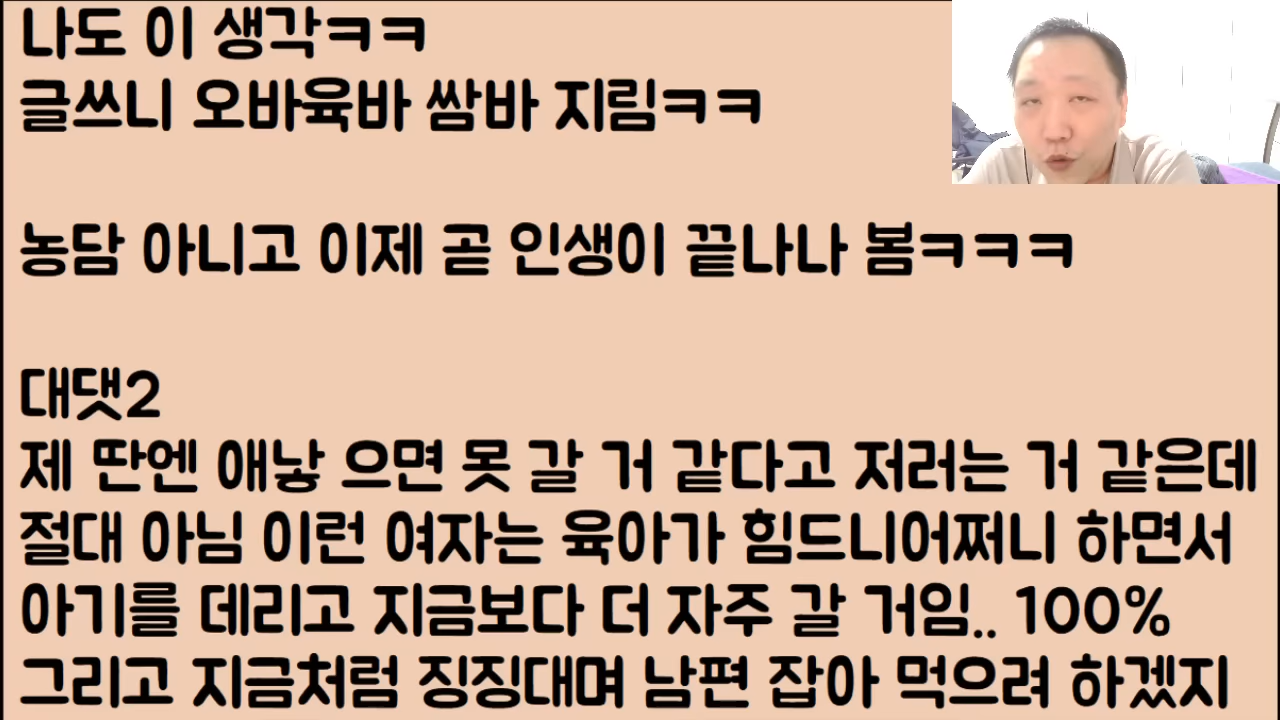 나도 이 생각ㅋㅋ
글쓰니 오바육바 쌈바 지림ㅋㅋ
농담 아니고 이제 곧 인생이 끝나나 봄ㅋㅋㅋ
대댓2
제 딴엔 애낳 으면 못 갈 거 같다고 저러는 거 같은데
절대 아님 이런 여자는 육아가 힘드니어쩌니 하면서
아기를 데리고 지금보다 더 자주 갈 거임.. 100%
그리고 지금처럼 징징대며 남편 잡아 먹으려 하겠지